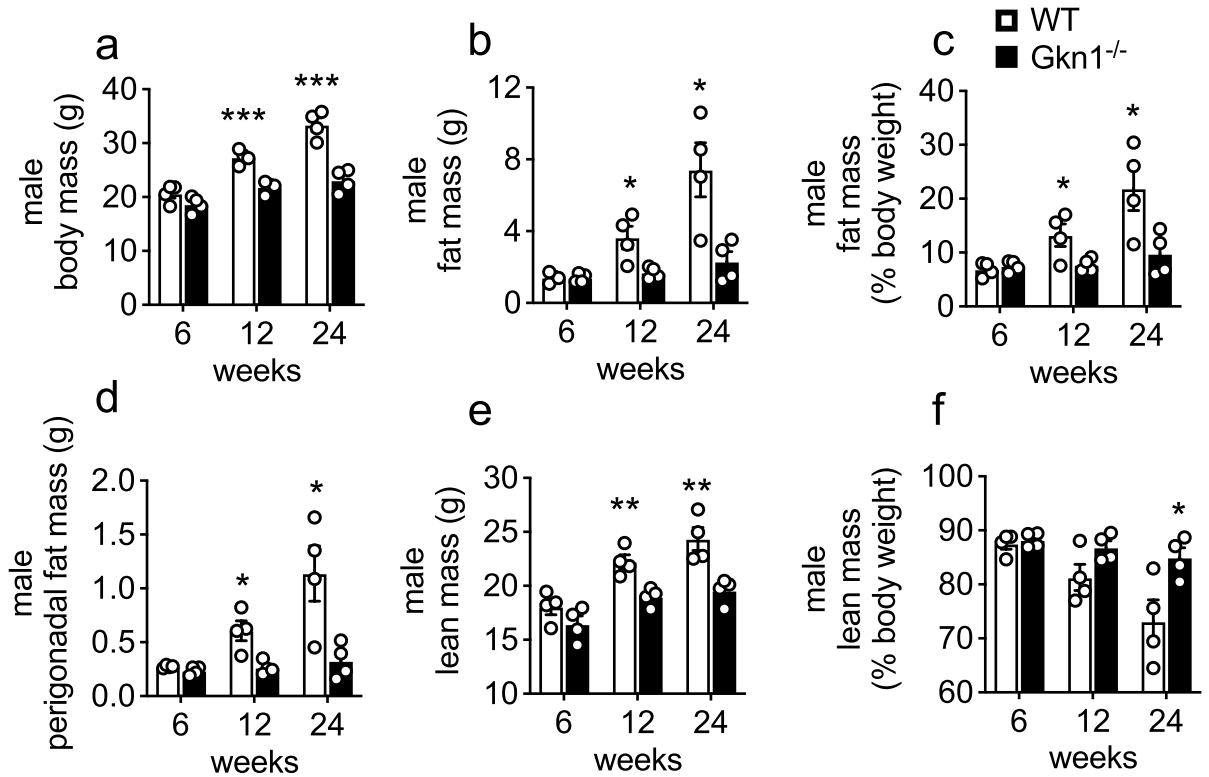 WT
Gkn1-/-
a
male
body mass (g)
40
30
20
10
0
***
***
6 12 24
weeks
b
male
fat mass (g)
12
8
4
0
*
*
6 12 24
weeks
c
male
fat mass
(% body weight)
40
30
20
10
0
*
*
6 12 24
weeks
d
male
perigonadal fat mass (g)
2.0
1.5
1.0
0.5
0.0
*
*
6 12 24
weeks
e
male
lean mass (g)
30
25
20
15
10
**
**
6 12 24
weeks
f
male
lean mass
(% body weight)
100
90
80
70
60
*
6 12 24
weeks